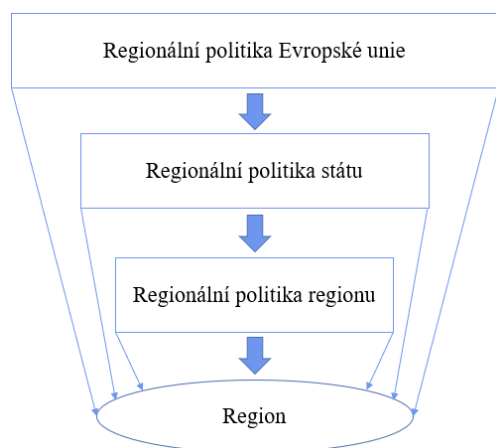 Regionální politika Evropské unie
Regionální politika státu
Regionální politika regionu
Region